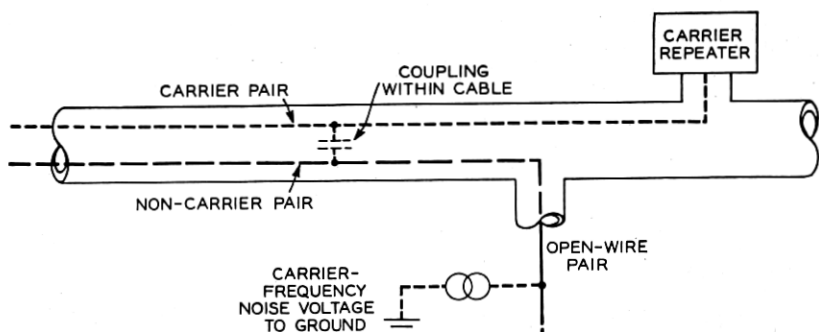 CARRIER
REPEATER
COUPLING
WITHIN CABLE
CARRIER PAIR
NON-CARRIER PAIR
OPEN-WIRE
PAIR
CARRIER-
FREQUENCY
NOISE VOLTAGE
TO GROUND